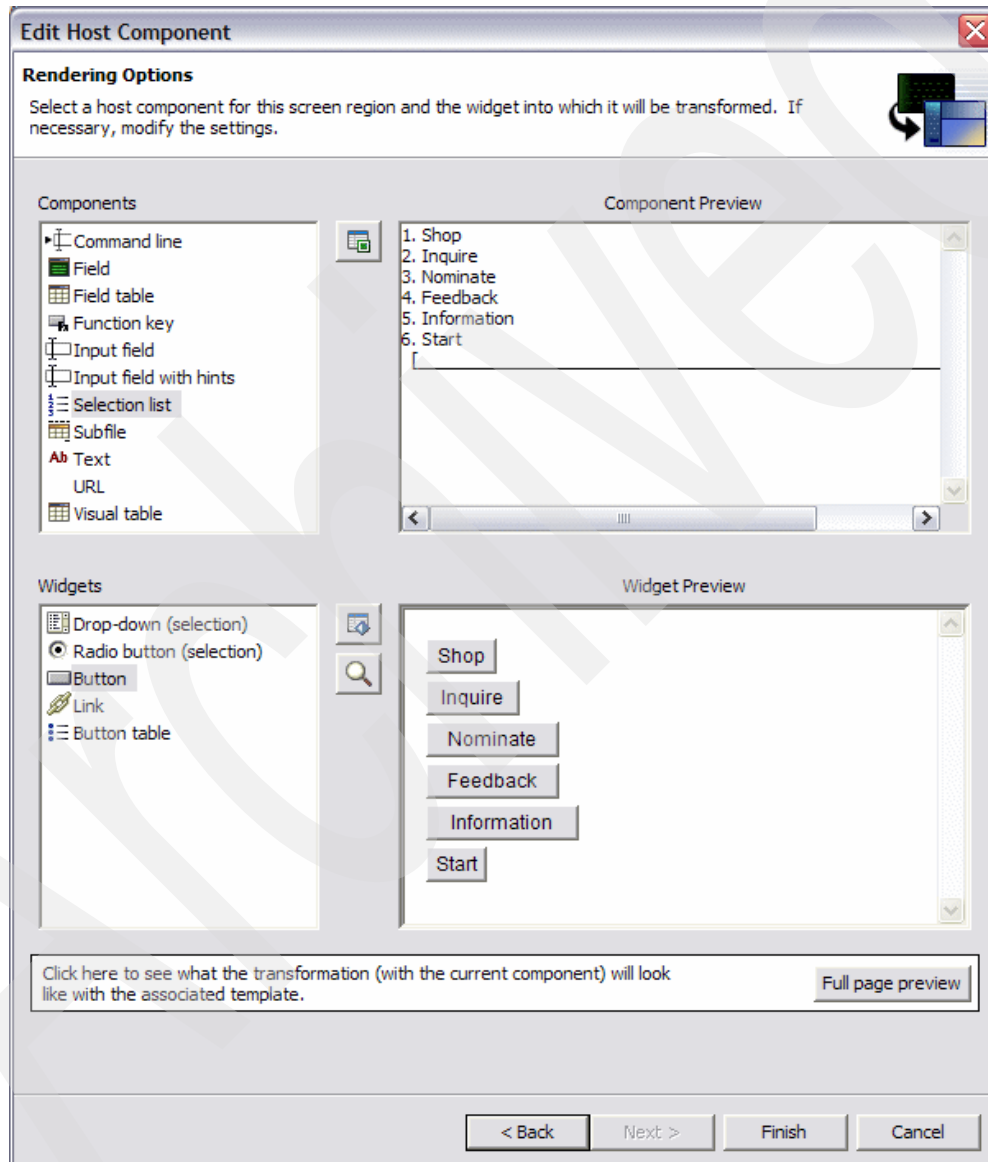 Edit Host Component
Rendering Options
Select a host component for this screen region and the widget into which it will be transformed. If
necessary, modify the settings.
Components
Component Preview
Command line
Field
Field table
Function key
Input field
Input field with hints
Selection list
Subfile
Ab Text
URL
Visual table
1. Shop
2. Inquire
3. Nominate
4. Feedback
5. Information
6. Start
[
Widgets
Widget Preview
Drop-down (selection)
Radio button (selection)
Button
Link
Button table
Shop
Inquire
Nominate
Feedback
Information
Start
Click here to see what the transformation (with the current component) will look
like with the associated template.
Full page preview
< Back
Next >
Finish
Cancel